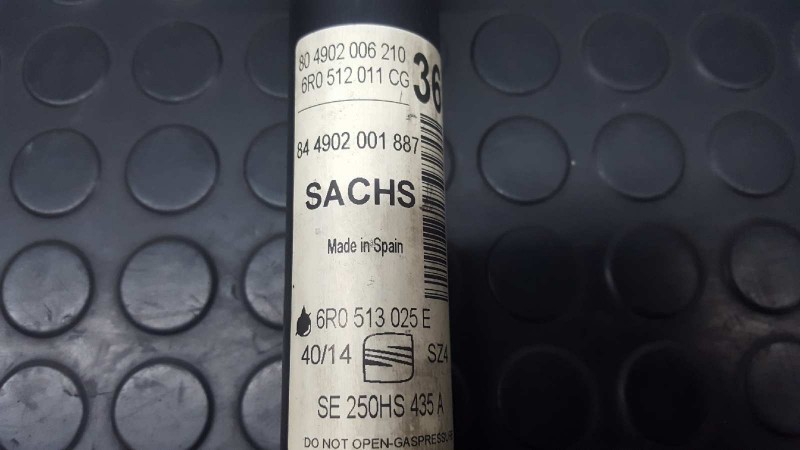 80 4902 006 210
6R0 512 011 CG
36
84 4902 001 887
SACHS
Made in Spain
6R0 513 025 E
40/14 SZ4
SE 250HS 435 A
DO NOT OPEN-GASPRESSURE